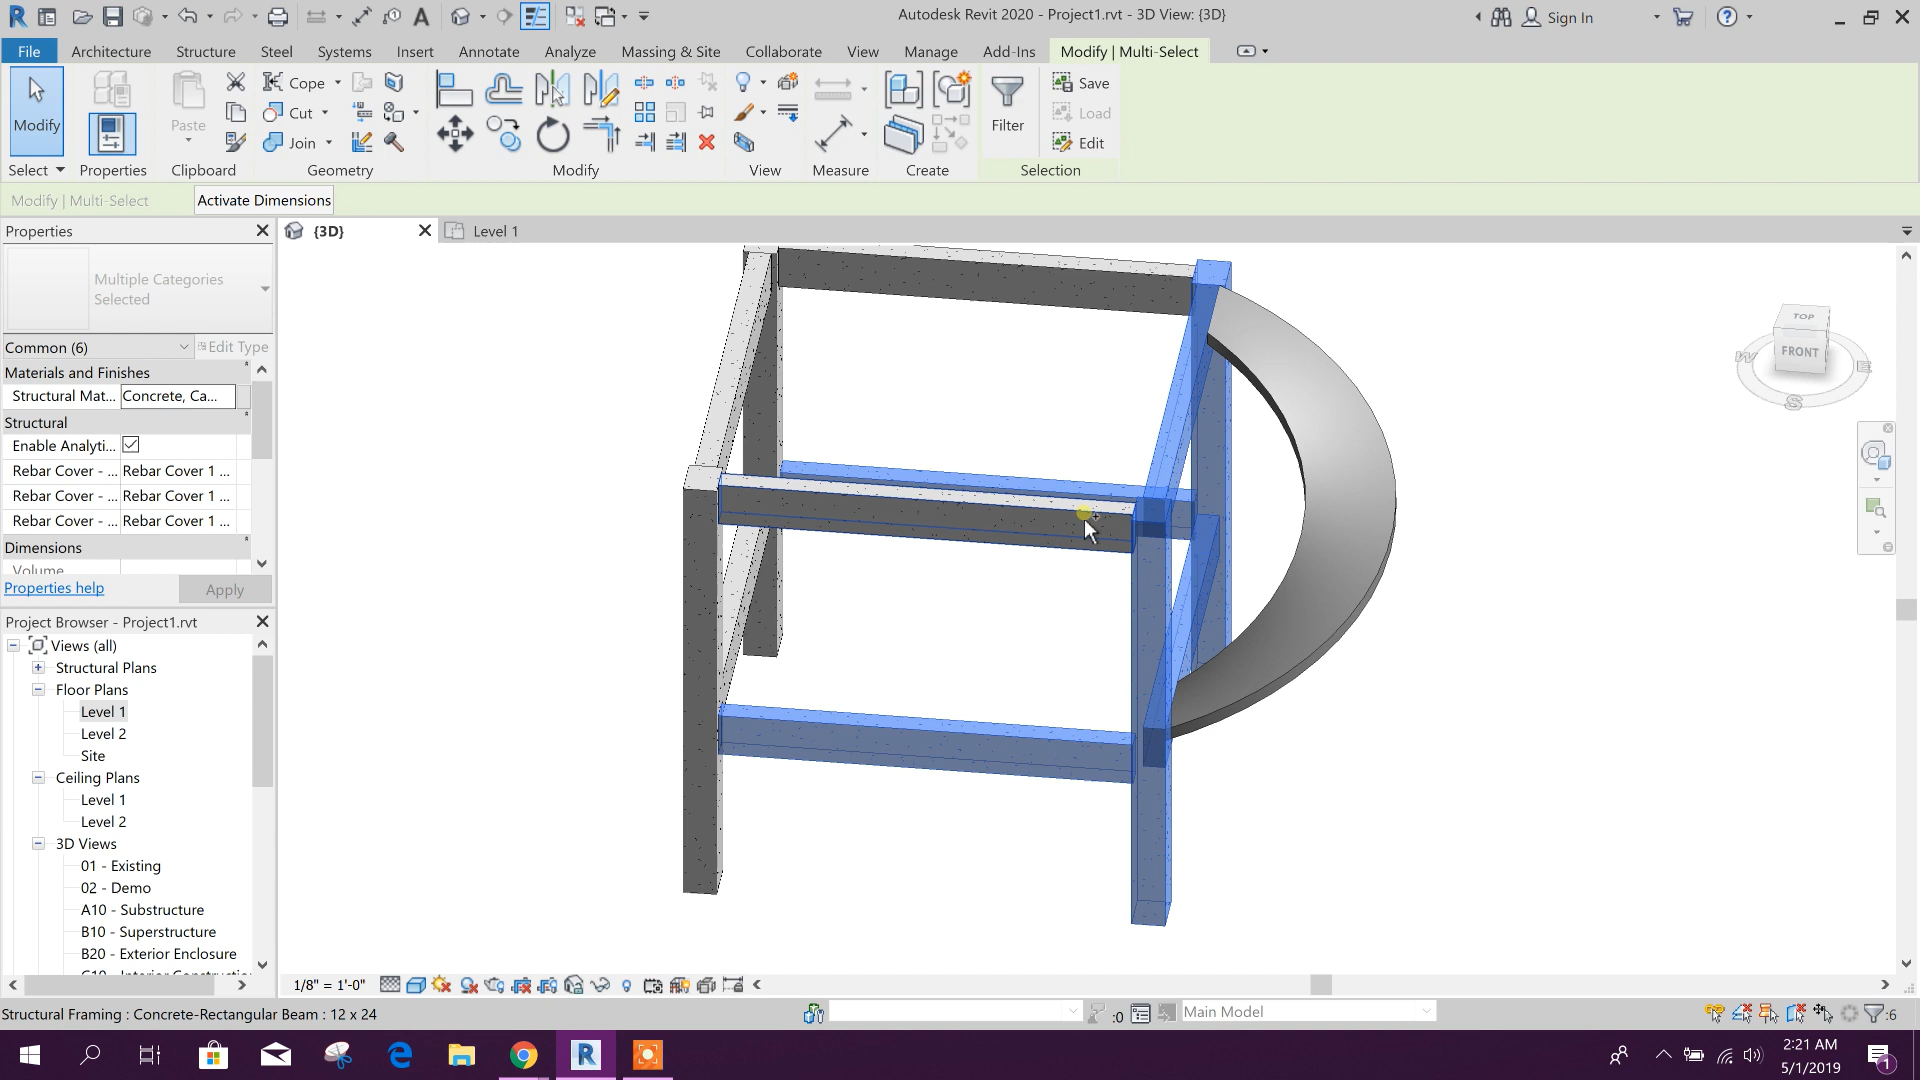 Autodesk Revit 2020 - Project1.rvt - 3D View: {3D}
Sign In
File Architecture Structure Steel Systems Insert Annotate Analyze Massing & Site Collaborate View Manage Add-Ins Modify | Multi-Select
Modify
Paste
Cope
Cut
Join
Filter
Save
Load
Edit
Select Properties Clipboard Geometry Modify View Measure Create Selection
Modify | Multi-Select Activate Dimensions
Properties
{3D}
Level 1
Multiple Categories
Selected
Common (6) Edit Type
Materials and Finishes
Structural Mat... Concrete, Ca...
Structural
Enable Analyti...
Rebar Cover - ... Rebar Cover 1 ...
Rebar Cover - ... Rebar Cover 1 ...
Rebar Cover - ... Rebar Cover 1 ...
Dimensions
Volume
Properties help Apply
Project Browser - Project1.rvt
Views (all)
Structural Plans
Floor Plans
Level 1
Level 2
Site
Ceiling Plans
Level 1
Level 2
3D Views
01 - Existing
02 - Demo
A10 - Substructure
B10 - Superstructure
B20 - Exterior Enclosure
C10 - Interior Constructio
TOP
FRONT
W
E
S
1/8" = 1'-0"
Structural Framing : Concrete-Rectangular Beam : 12 x 24
:0
Main Model
:6
2:21 AM
5/1/2019
1